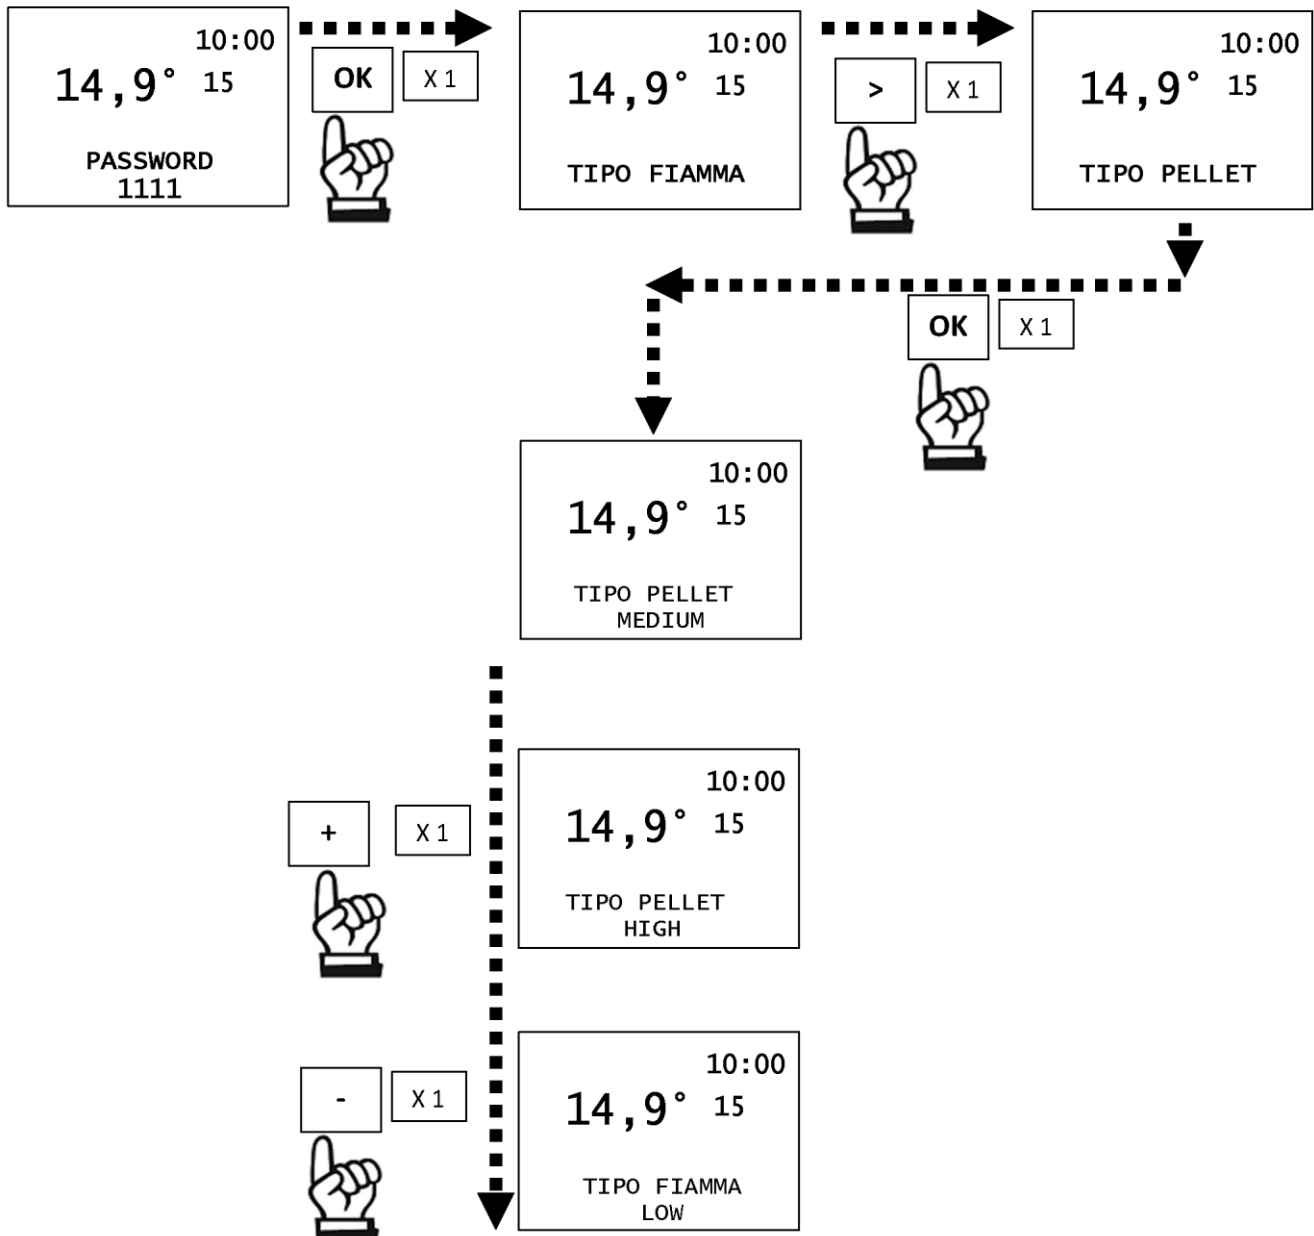 10:00
14,9° 15
PASSWORD
1111
OK X 1
10:00
14,9° 15
TIPO FIAMMA
> X 1
10:00
14,9° 15
TIPO PELLET
OK X 1
10:00
14,9° 15
TIPO PELLET
MEDIUM
+ X 1
10:00
14,9° 15
TIPO PELLET
HIGH
- X 1
10:00
14,9° 15
TIPO FIAMMA
LOW